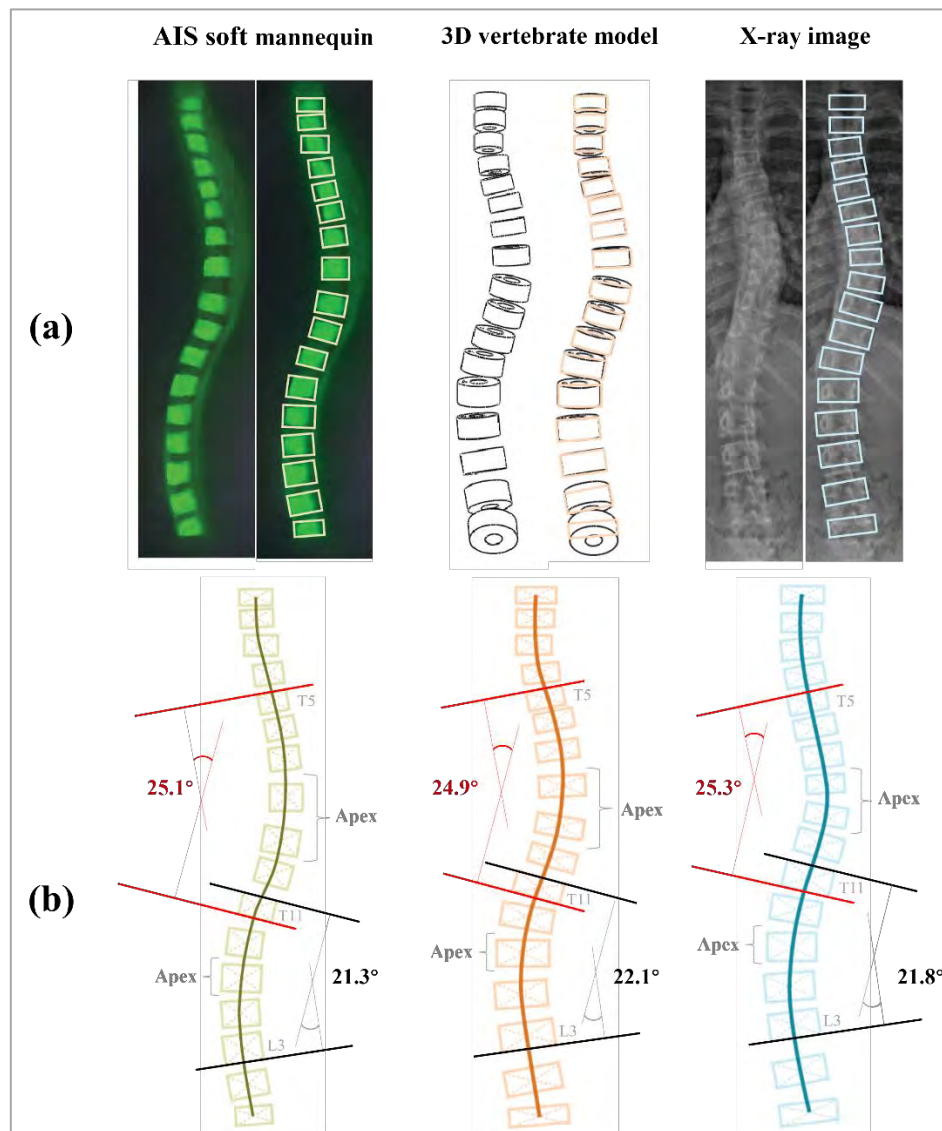 AIS soft mannequin 3D vertebrate model X-ray image
(a)
T5 T5 T5
25.1° 24.9° 25.3°
Apex Apex Apex
(b)
T11 T11 T11
Apex Apex Apex
21.3° 22.1° 21.8°
L3 L3 L3